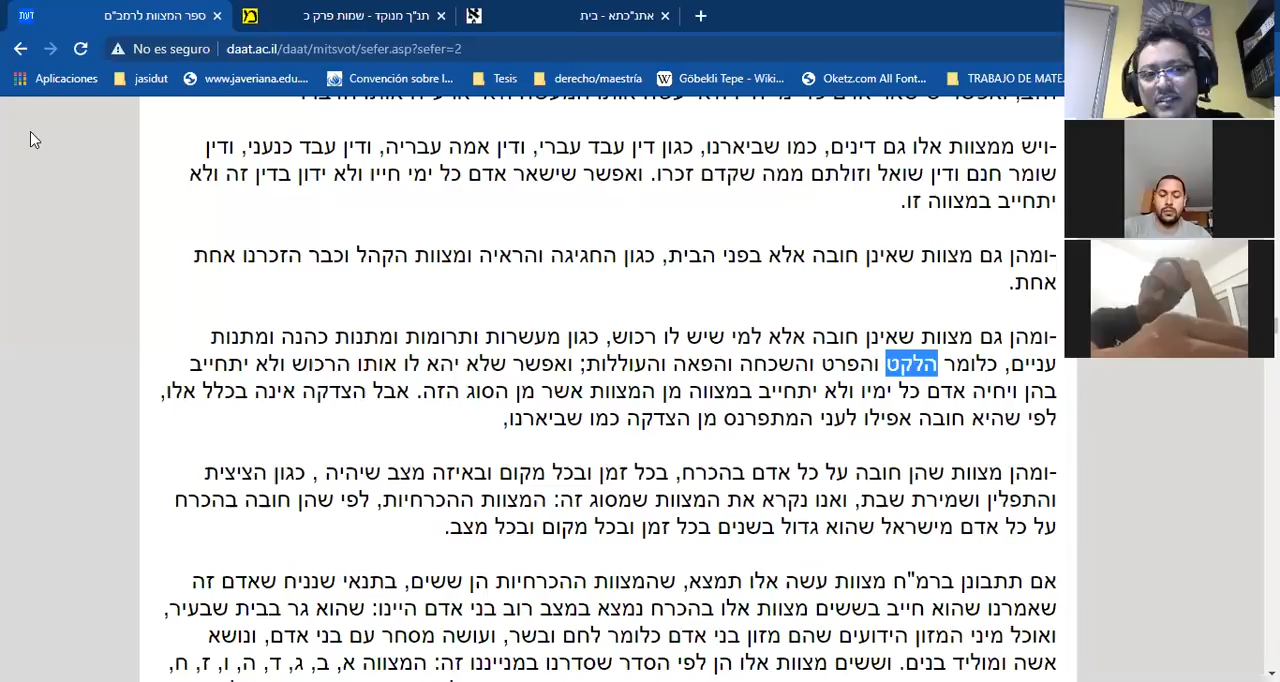 ספר המצוות לרמב"ם
תנ"ך מנוקד - שמות פרק כ
אתנ"כתא - בית
No es seguro
daat.ac.il/daat/mitsvot/sefer.asp?sefer=2
Aplicaciones
jasidut
www.javeriana.edu....
Convención sobre l...
Tesis
derecho/maestría
Göbekli Tepe - Wiki...
Oketz.com All Font...
TRABAJO DE MATE
-ויש ממצוות אלו גם דינים, כמו שביארנו, כגון דין עבד עברי, ודין אמה עבריה, ודין עבד כנעני, ודין
שומר חנם ודין שואל וזולתם ממה שקדם זכרו. ואפשר שישאר אדם כל ימי חייו ולא ידון בדין זה ולא
יתחייב במצווה זו.
-ומהן גם מצוות שאינן חובה אלא בפני הבית, כגון החגיגה והראיה ומצוות הקהל וכבר הזכרנו אחת
אחת.
-ומהן גם מצוות שאינן חובה אלא למי שיש לו רכוש, כגון מעשרות ותרומות ומתנות כהנה ומתנות
עניים, כלומר הלקט והפרט והשכחה והפאה והעוללות; ואפשר שלא יהא לו אותו הרכוש ולא יתחייב
בהן ויחיה אדם כל ימיו ולא יתחייב במצווה מן המצוות אשר מן הסוג הזה. אבל הצדקה אינה בכלל אלו,
לפי שהיא חובה אפילו לעני המתפרנס מן הצדקה כמו שביארנו,
-ומהן מצוות שהן חובה על כל אדם בהכרח, בכל זמן ובכל מקום ובאיזה מצב שיהיה , כגון הציצית
והתפלין ושמירת שבת, ואנו נקרא את המצוות שמסוג זה: המצוות ההכרחיות, לפי שהן חובה בהכרח
על כל אדם מישראל שהוא גדול בשנים בכל זמן ובכל מקום ובכל מצב.
אם תתבונן ברמ"ח מצוות עשה אלו תמצא, שהמצוות ההכרחיות הן ששים, בתנאי שנניח שאדם זה
שאמרנו שהוא חייב בששים מצוות אלו בהכרח נמצא במצב רוב בני אדם היינו: שהוא גר בבית שבעיר,
ואוכל מיני המזון הידועים שהם מזון בני אדם כלומר לחם ובשר, ועושה מסחר עם בני אדם, ונושא
אשה ומוליד בנים. וששים מצוות אלו הן לפי הסדר שסדרנו במנייננו זה: המצווה א, ב, ג, ד, ה, ו, ז, ח,